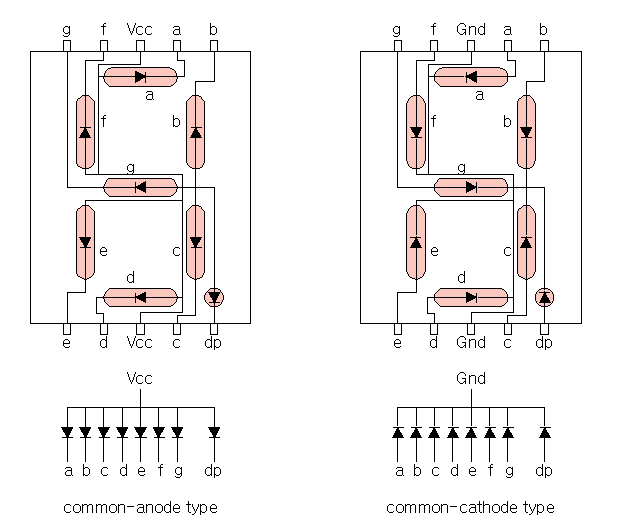 g f Vcc a b g f Gnd a b
a a
f b f b
g g
e c e c
d d
e d Vcc c dp e d Gnd c dp
Vcc Gnd
a b c d e f g dp a b c d e f g dp
common-anode type common-cathode type